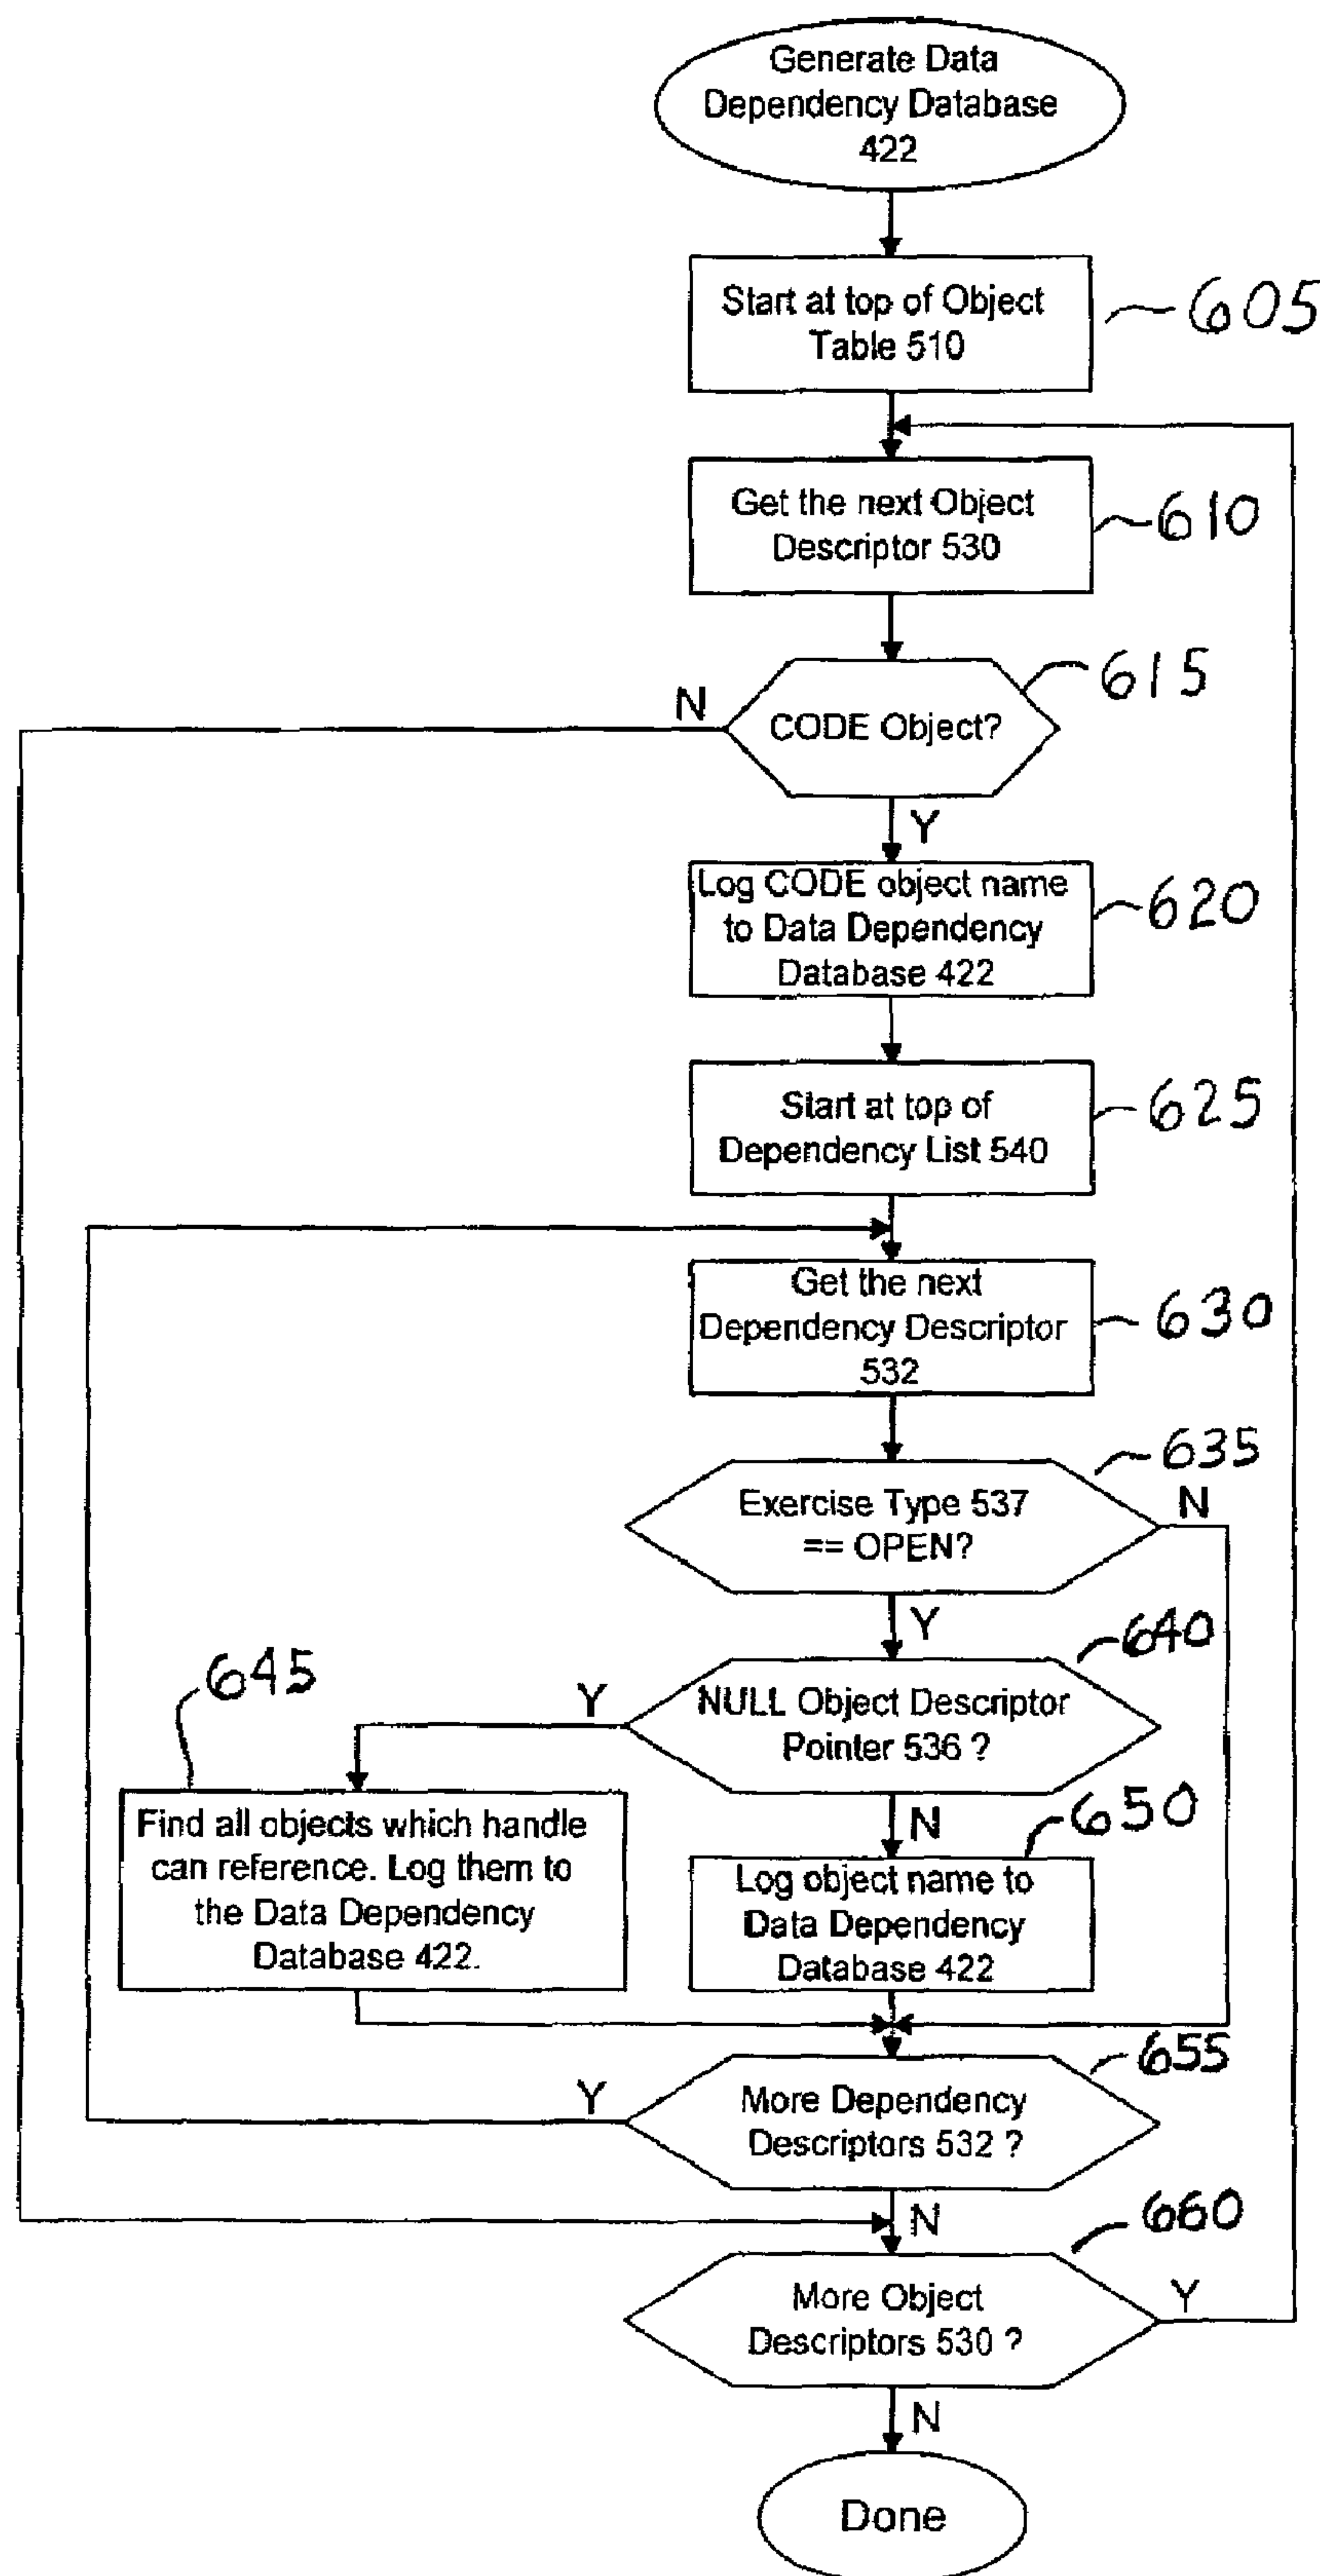 Generate Data
Dependency Database
422
Start at top of Object
Table 510
605
Get the next Object
Descriptor 530
610
615
N
CODE Object?
Y
Log CODE object name
to Data Dependency
Database 422
620
Start at top of
Dependency List 540
625
Get the next
Dependency Descriptor
532
630
635
Exercise Type 537
== OPEN?
N
Y
640
645
Y
NULL Object Descriptor
Pointer 536 ?
N
650
Find all objects which handle
can reference. Log them to
the Data Dependency
Database 422.
Log object name to
Data Dependency
Database 422
655
Y
More Dependency
Descriptors 532 ?
N
660
More Object
Descriptors 530 ?
Y
N
Done